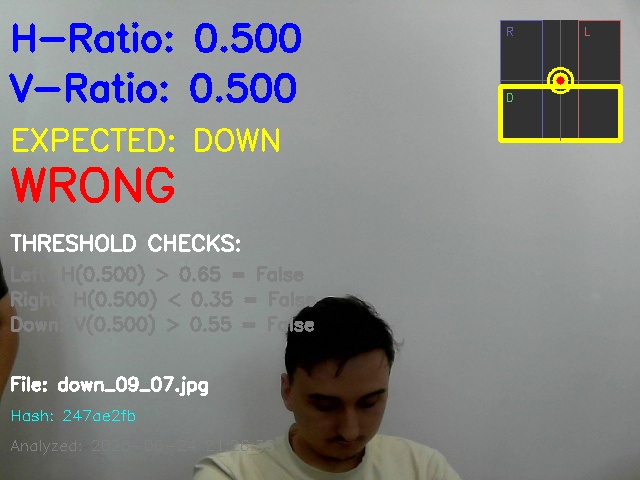 H-Ratio: 0.500
R
L
V-Ratio: 0.500
D
EXPECTED: DOWN
WRONG
THRESHOLD CHECKS:
Left: H(0.500) > 0.65 = False
Right: H(0.500) < 0.35 = False
Down: V(0.500) > 0.55 = False
File: down_09_07.jpg
Hash: 247ae2fb
Analyzed: